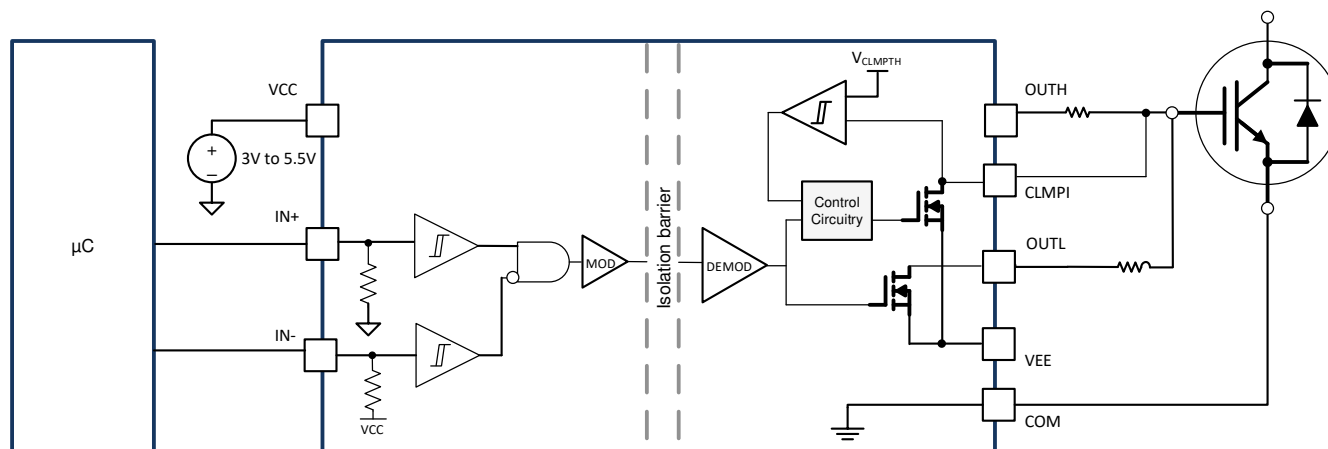 μC
VCC
+
3V to 5.5V
−
IN+
IN-
VCC
MOD
Isolation barrier
DEMOD
VCLMPTH
Control
Circuitry
OUTH
CLMPI
OUTL
VEE
COM